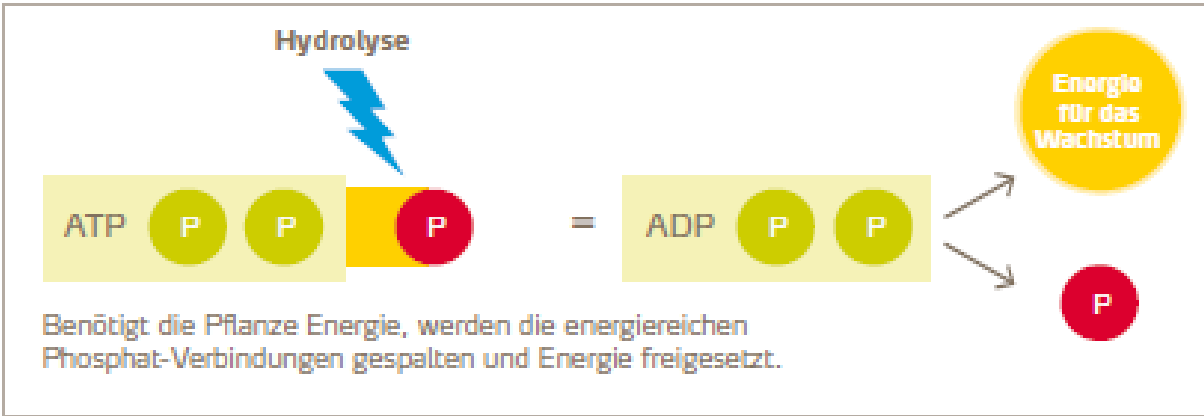 Hydrolyse
Energie
für das
Wachstum
ATP P P P = ADP P P
P
Benötigt die Pflanze Energie, werden die energiereichen
Phosphat-Verbindungen gespalten und Energie freigesetzt.